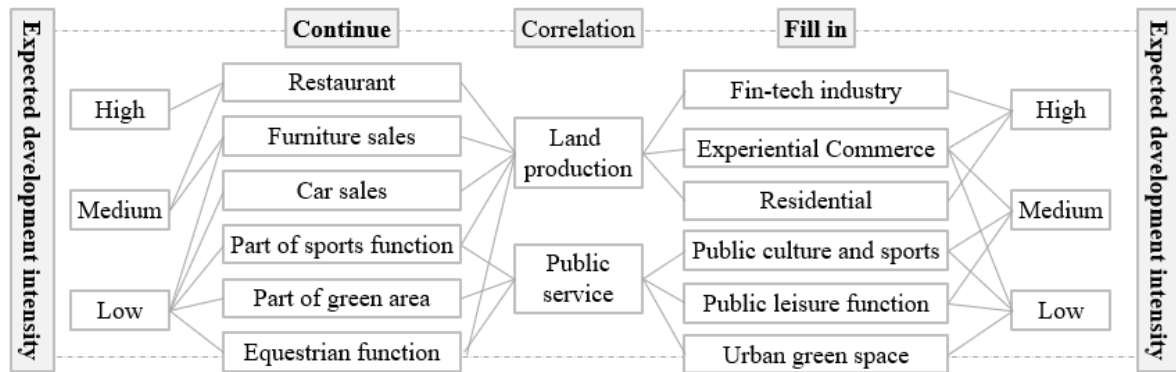 Expected development intensity
Continue
Correlation
Fill in
Expected development intensity
High
Medium
Low
Restaurant
Furniture sales
Car sales
Part of sports function
Part of green area
Equestrian function
Land
production
Public
service
Fin-tech industry
Experiential Commerce
Residential
Public culture and sports
Public leisure function
Urban green space
High
Medium
Low